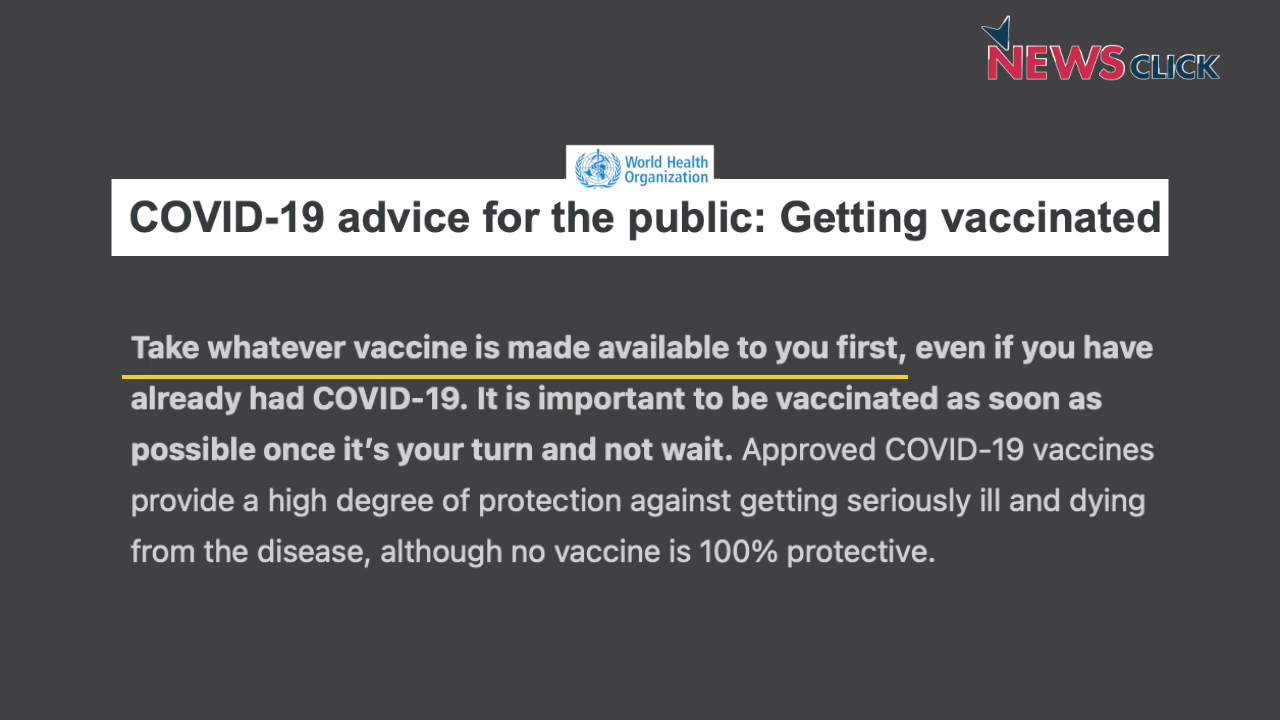 NEWSCLICK
World Health
Organization
COVID-19 advice for the public: Getting vaccinated
Take whatever vaccine is made available to you first, even if you have
already had COVID-19. It is important to be vaccinated as soon as
possible once it’s your turn and not wait. Approved COVID-19 vaccines
provide a high degree of protection against getting seriously ill and dying
from the disease, although no vaccine is 100% protective.